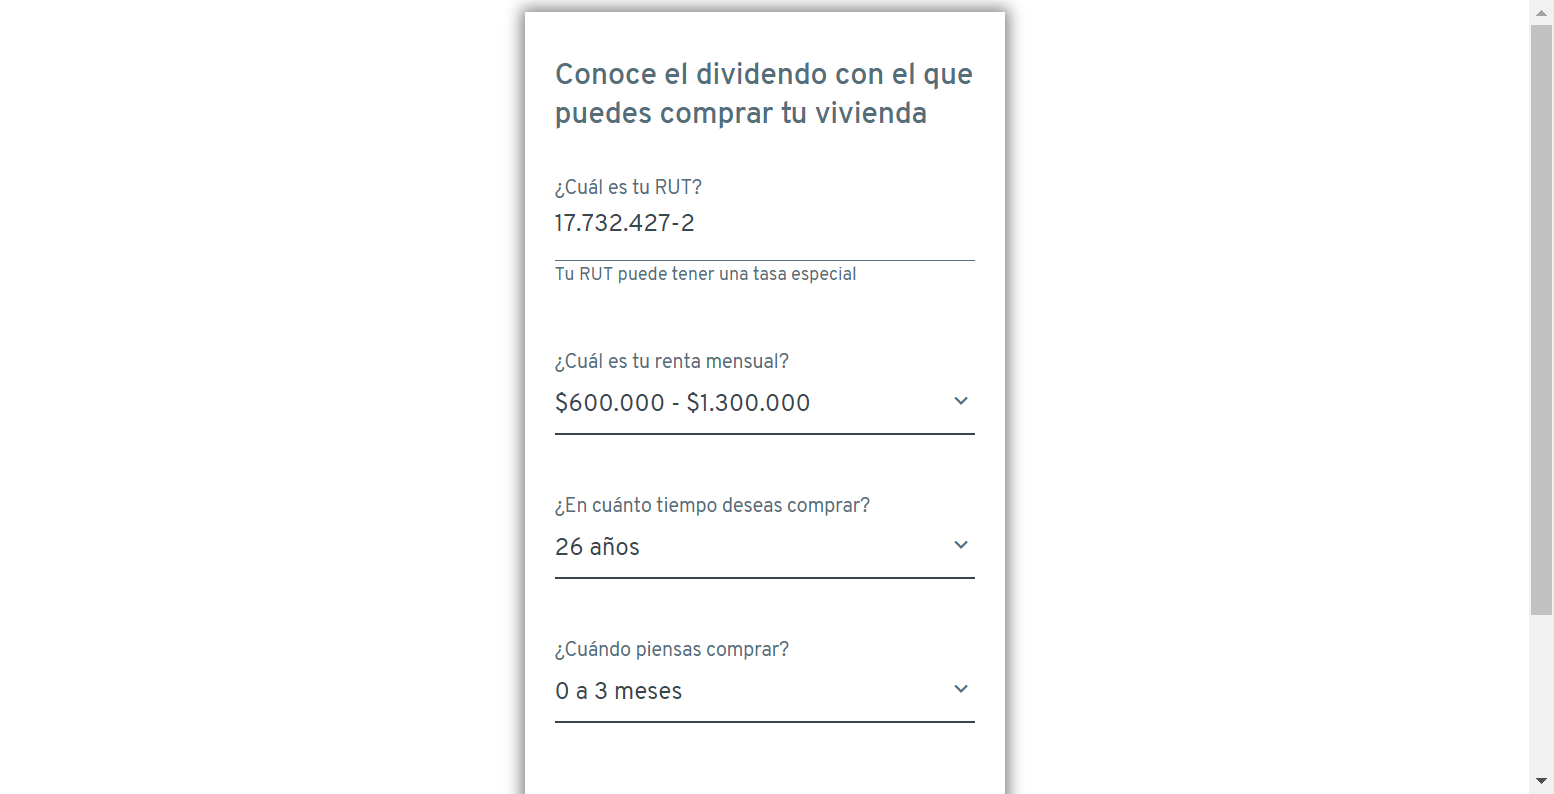 Conoce el dividendo con el que
puedes comprar tu vivienda
¿Cuál es tu RUT?
17.732.427-2
Tu RUT puede tener una tasa especial
¿Cuál es tu renta mensual?
$600.000 - $1.300.000
¿En cuánto tiempo deseas comprar?
26 años
¿Cuándo piensas comprar?
0 a 3 meses